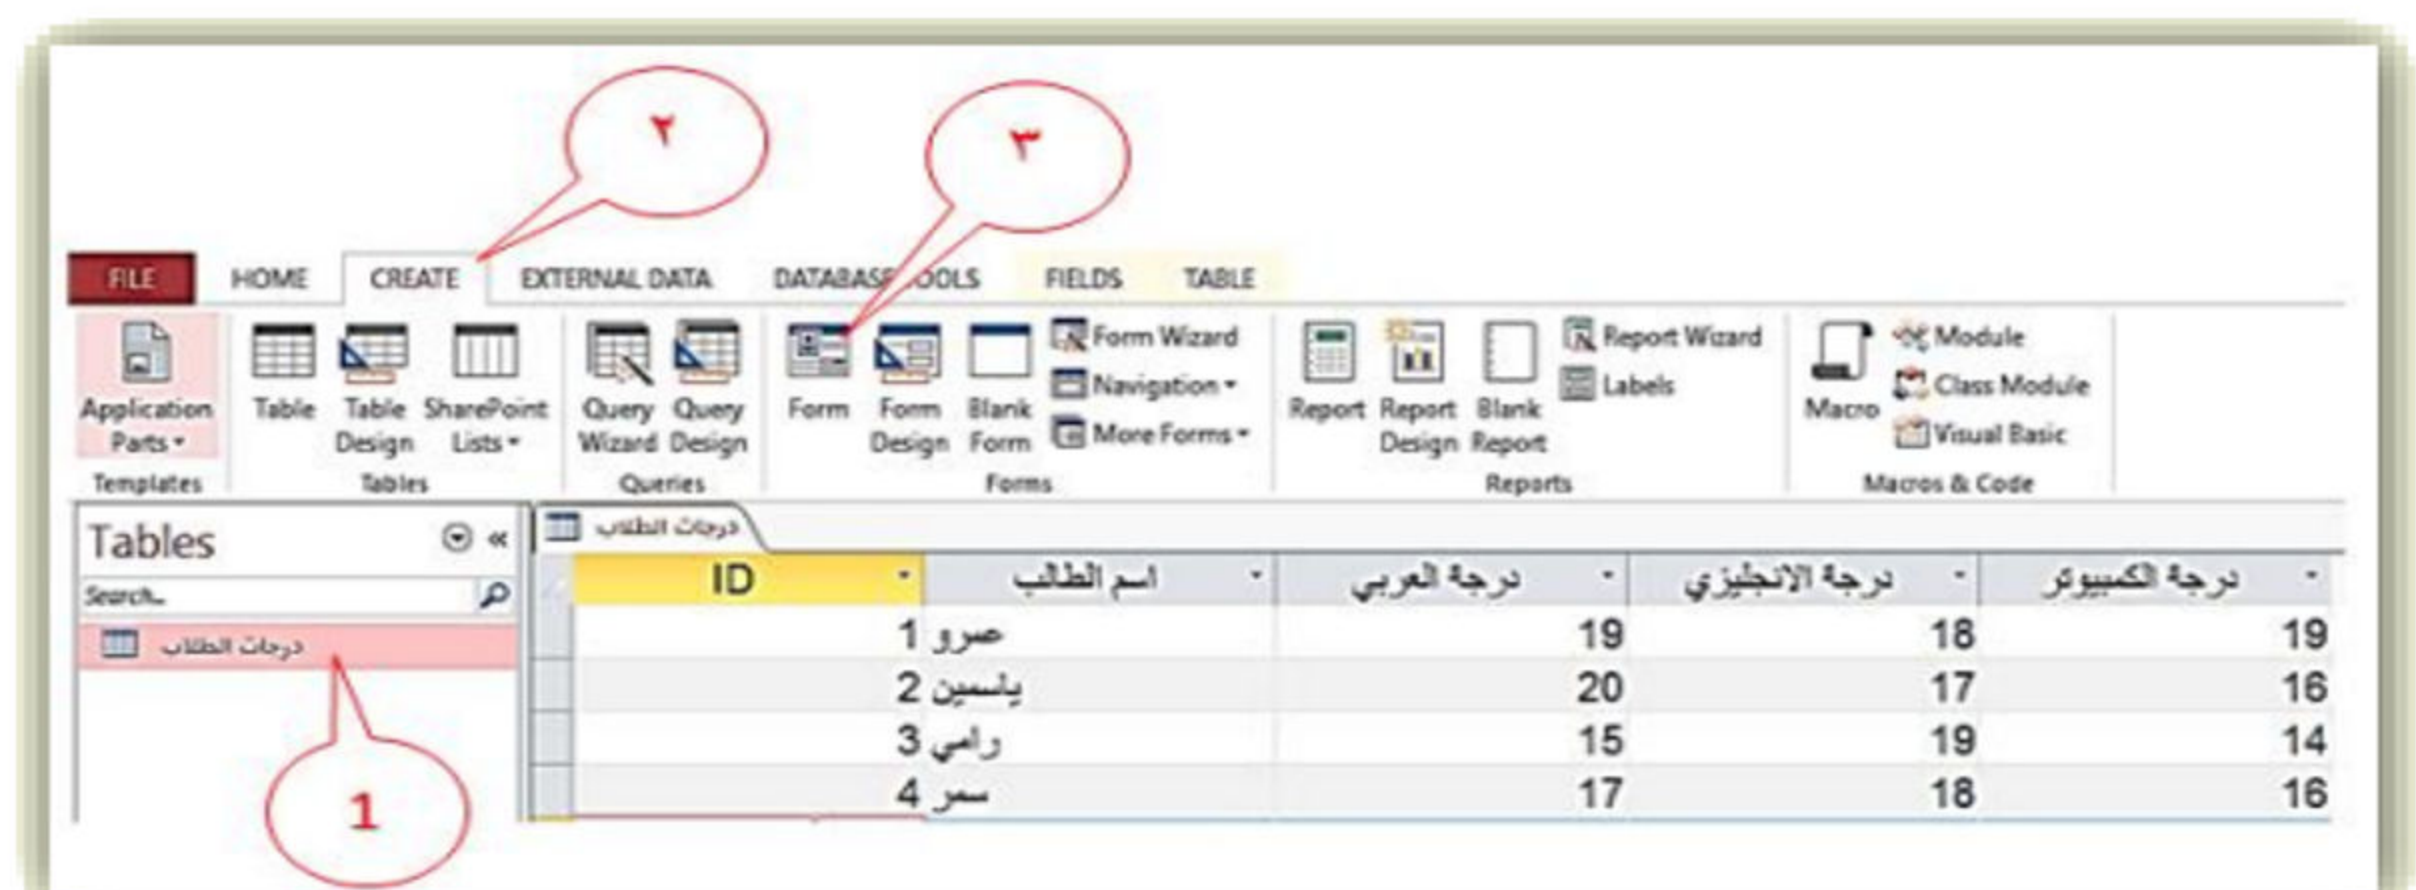 ٢
٣
FILE HOME CREATE EXTERNAL DATA DATABASE TOOLS FIELDS TABLE
Application Parts
Table
Table Design
SharePoint Lists
Query Wizard
Query Design
Form
Form Design
Blank Form
Form Wizard
Navigation
More Forms
Report
Report Design
Blank Report
Report Wizard
Labels
Macro
Module
Class Module
Visual Basic
Templates Tables Queries Forms Reports Macros & Code
Tables
Search...
درجات الطلاب
1
درجات الطلاب
ID اسم الطالب درجة العربي درجة الانجليزي درجة الكمبيوتر
1 عمرو 19 18 19
2 ياسمين 20 17 16
3 رامي 15 19 14
4 سمر 17 18 16